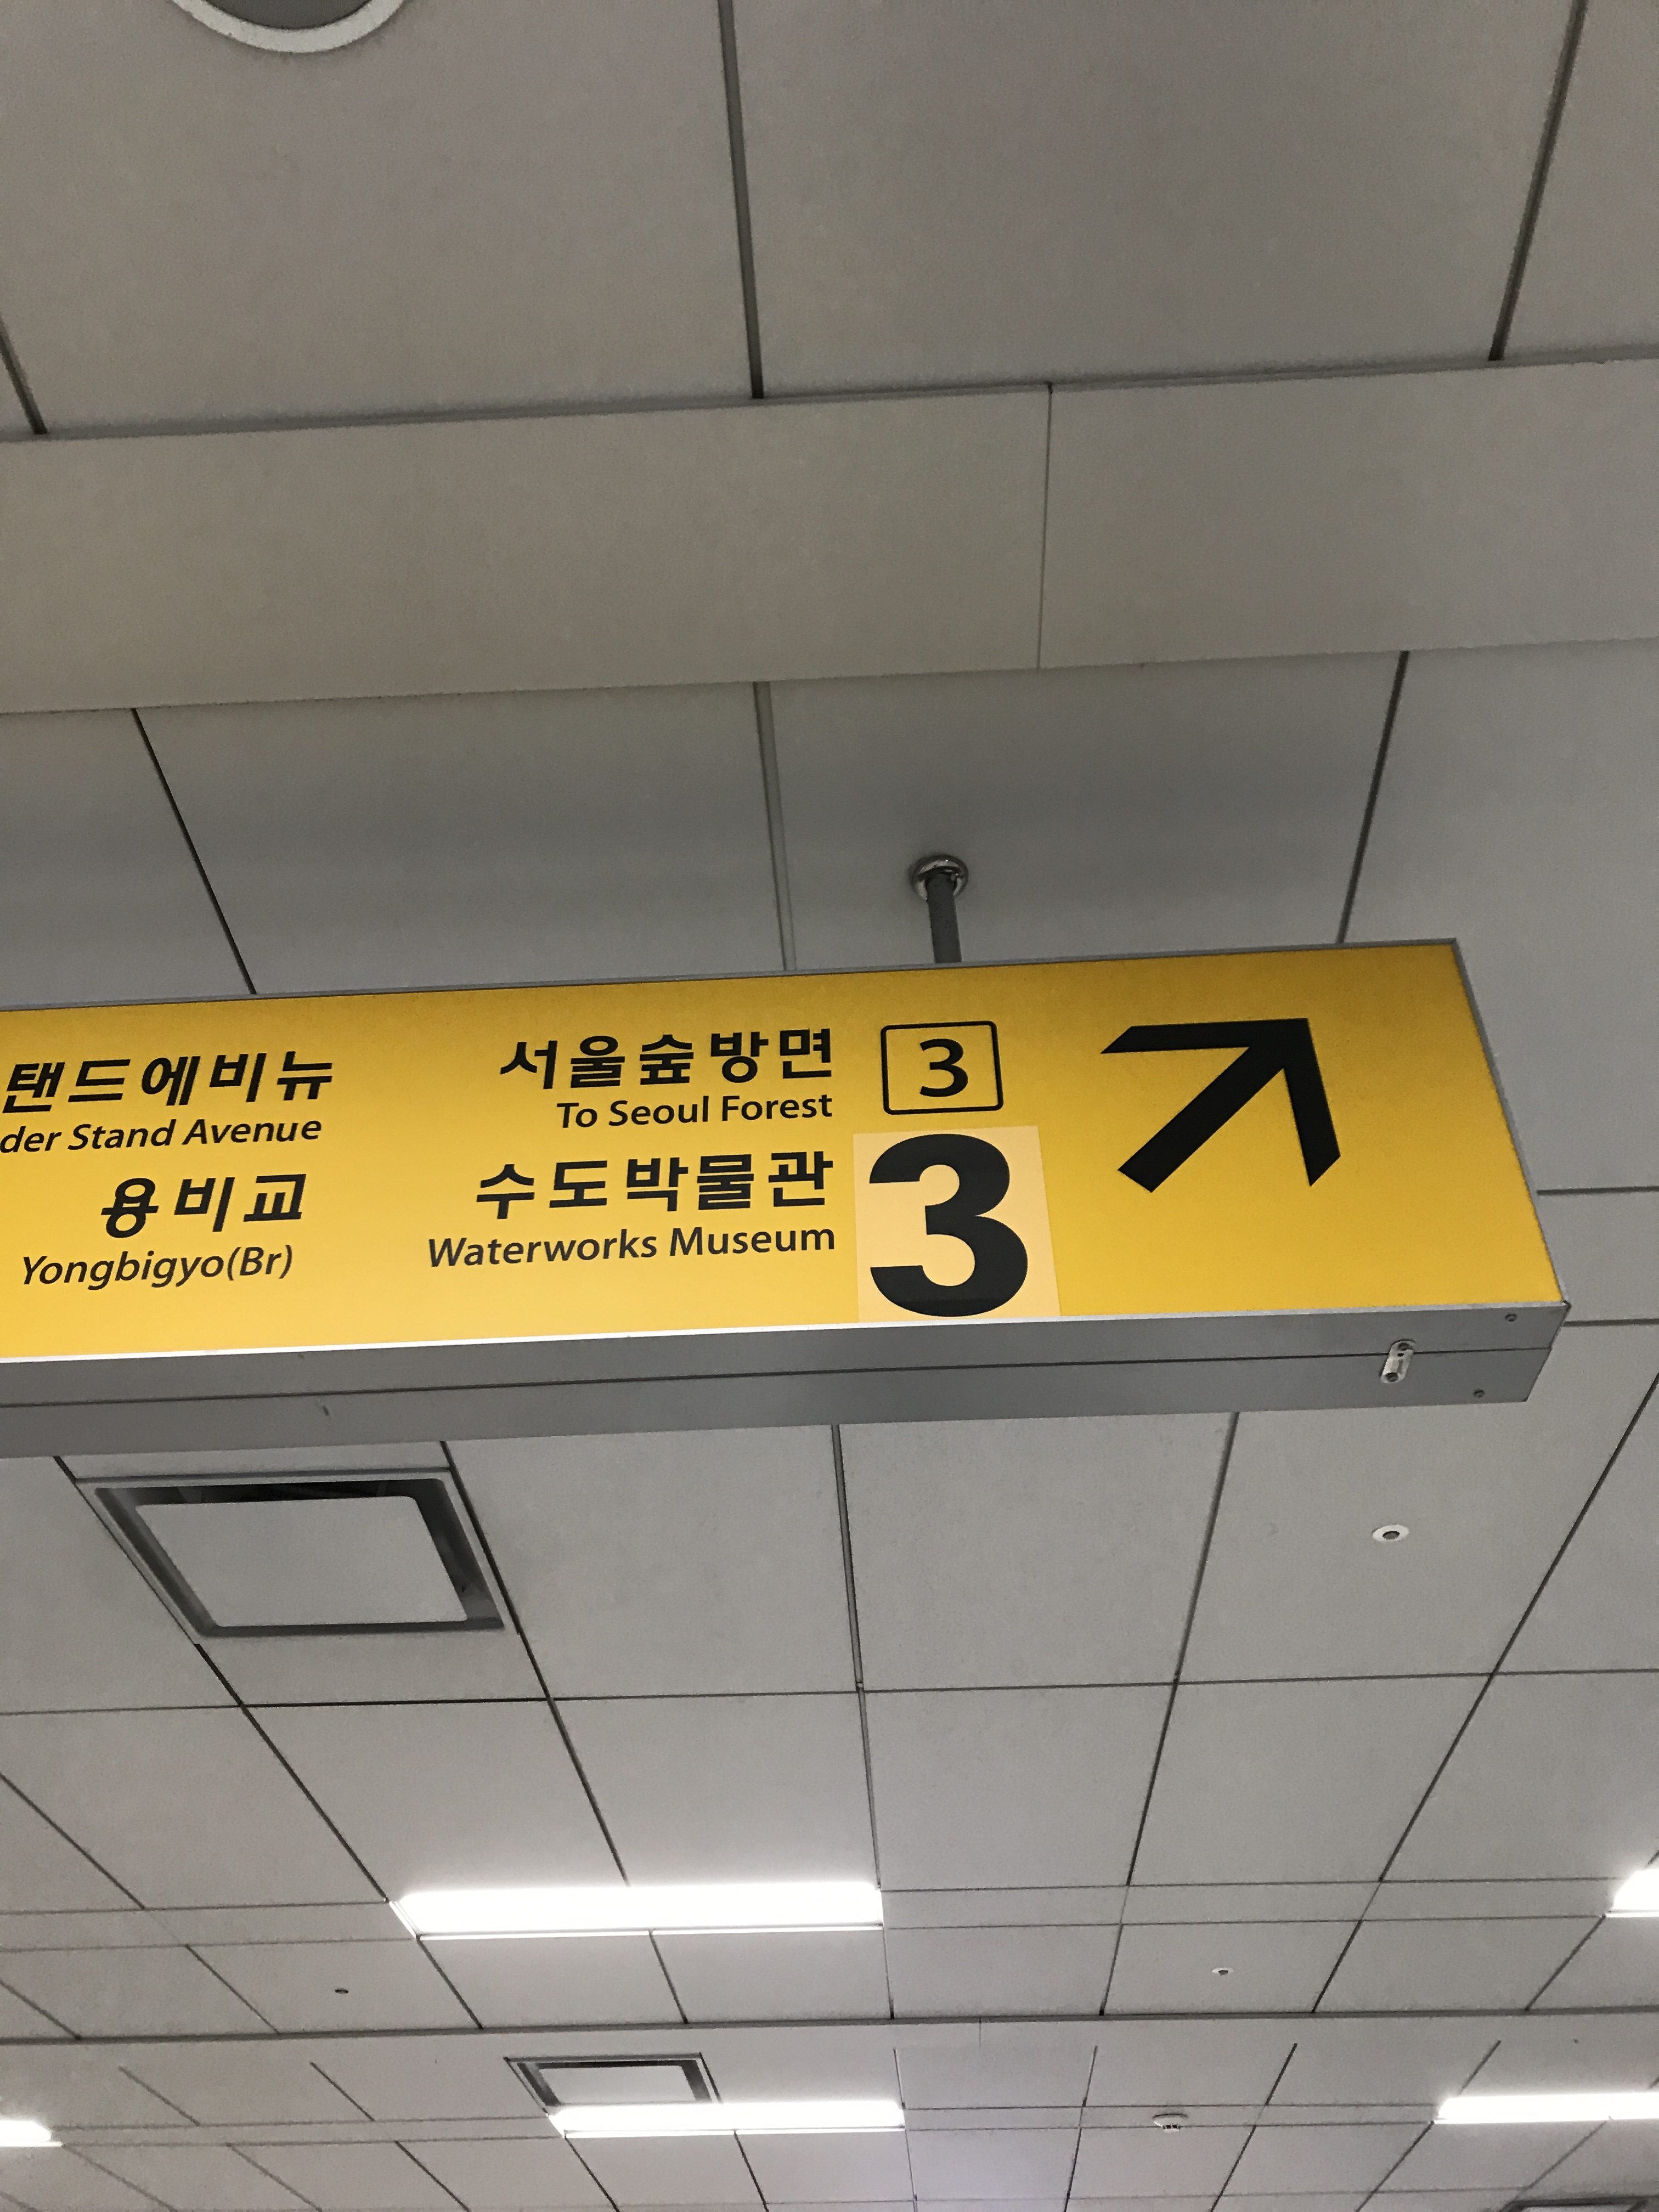 탠드에비뉴
der Stand Avenue
용비교
Yongbigyo(Br)
서울숲방면
To Seoul Forest
수도박물관
Waterworks Museum
3
3